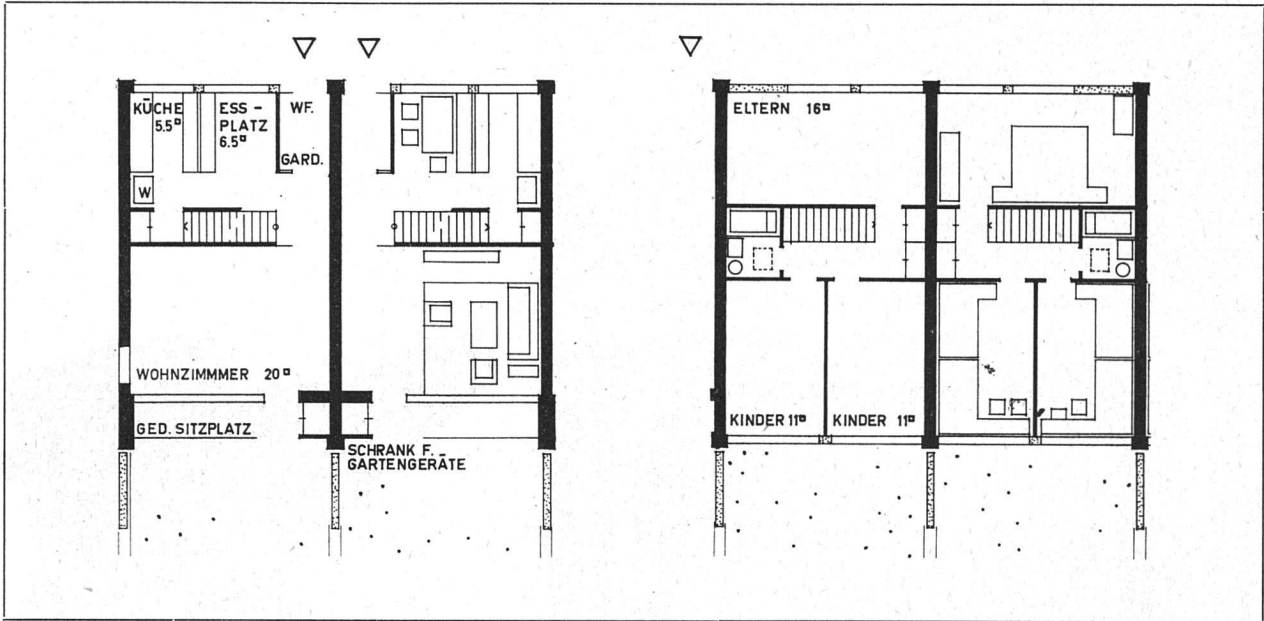 KÜCHE
5.5¤
ESS -
PLATZ
6.5¤
WF.
GARD.
W
WOHNZIMMMER 20¤
GED. SITZPLATZ
SCHRANK F. -
GARTENGERÄTE
ELTERN 16¤
KINDER 11¤
KINDER 11¤